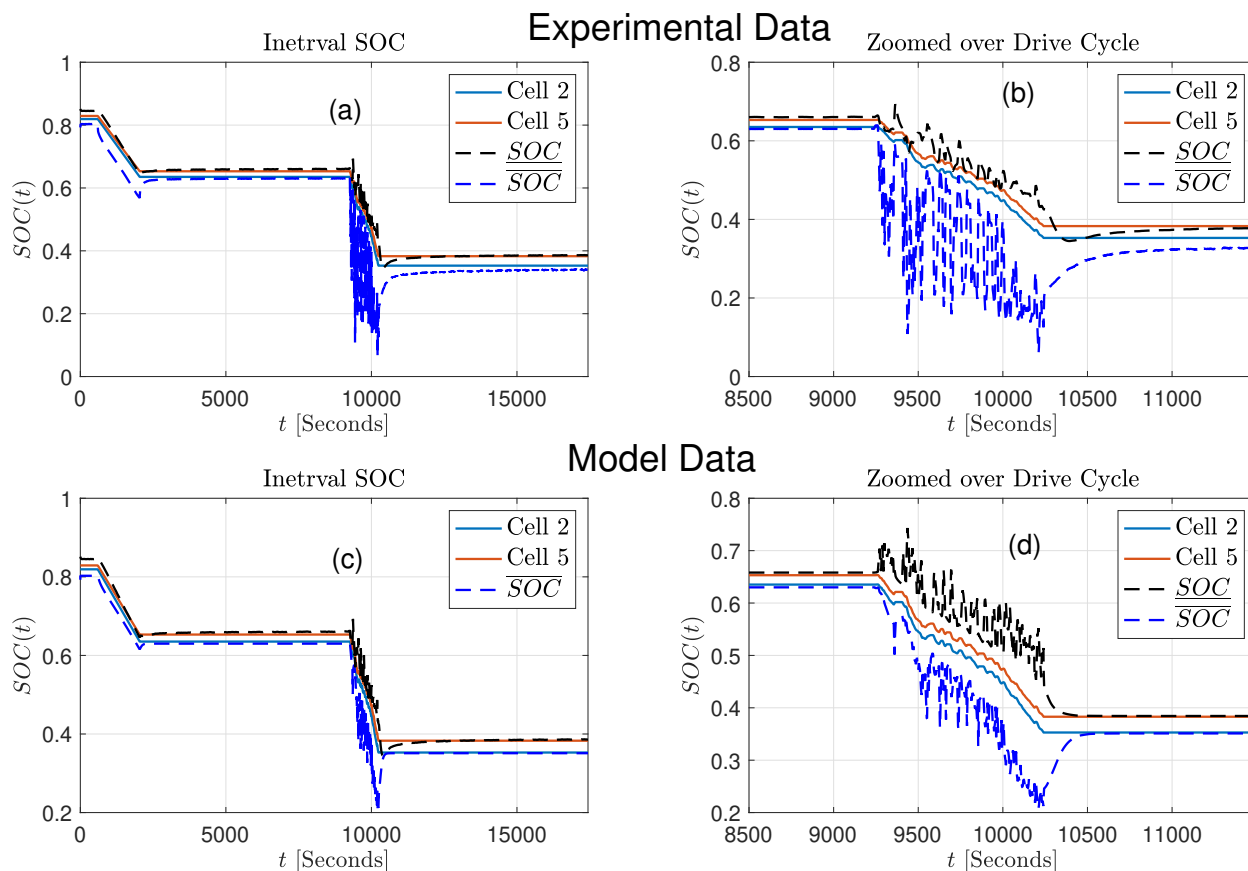 Experimental Data
Inetrval SOC
(a)
Cell 2
Cell 5
SOC
SOC
1
0.8
0.6
0.4
0.2
0
SOC(t)
0 5000 10000 15000
t [Seconds]
Zoomed over Drive Cycle
(b)
Cell 2
Cell 5
SOC
SOC
0.8
0.6
0.4
0.2
0
SOC(t)
8500 9000 9500 10000 10500 11000
t [Seconds]
Model Data
Inetrval SOC
(c)
Cell 2
Cell 5
SOC
1
0.8
0.6
0.4
0.2
SOC(t)
0 5000 10000 15000
t [Seconds]
Zoomed over Drive Cycle
(d)
Cell 2
Cell 5
SOC
SOC
0.8
0.7
0.6
0.5
0.4
0.3
0.2
SOC(t)
8500 9000 9500 10000 10500 11000
t [Seconds]